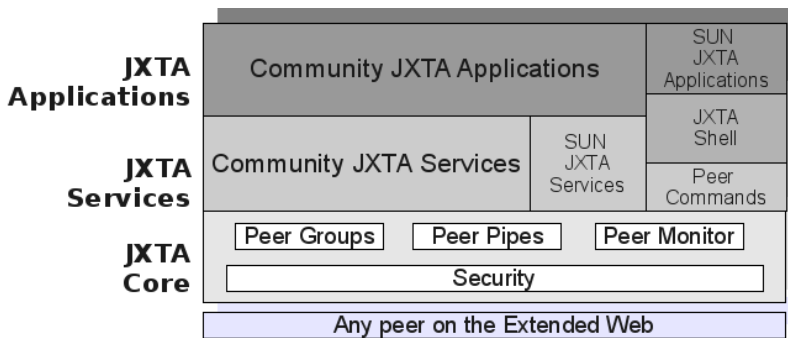 JXTA
Applications
Community JXTA Applications
SUN
JXTA
Applications
JXTA
Shell
JXTA
Services
Community JXTA Services
SUN
JXTA
Services
Peer
Commands
JXTA
Core
Peer Groups
Peer Pipes
Peer Monitor
Security
Any peer on the Extended Web